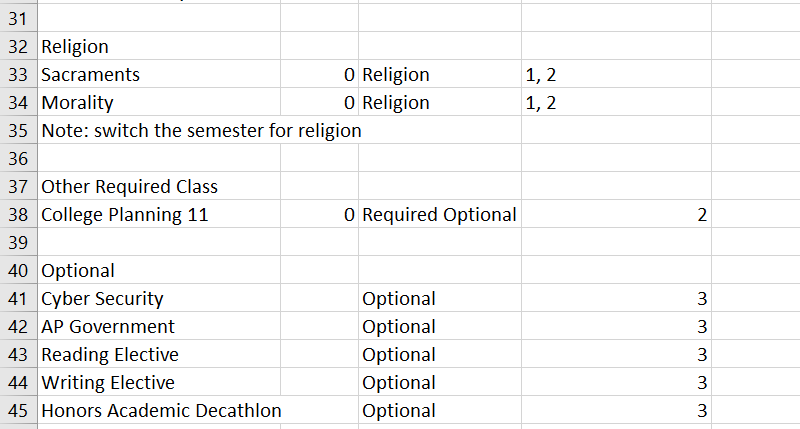 31
32 Religion
33 Sacraments 0 Religion 1, 2
34 Morality 0 Religion 1, 2
35 Note: switch the semester for religion
36
37 Other Required Class
38 College Planning 11 0 Required Optional 2
39
40 Optional
41 Cyber Security Optional 3
42 AP Government Optional 3
43 Reading Elective Optional 3
44 Writing Elective Optional 3
45 Honors Academic Decathlon Optional 3